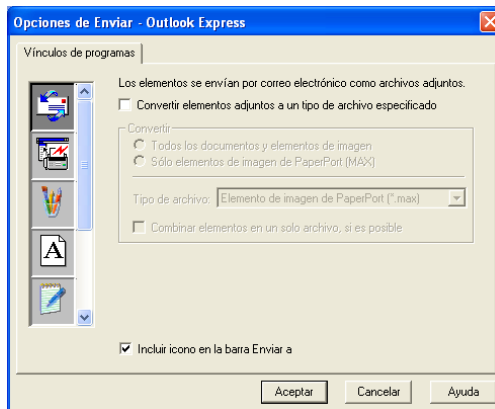 Opciones de Enviar - Outlook Express
Vínculos de programas
Los elementos se envían por correo electrónico como archivos adjuntos.
Convertir elementos adjuntos a un tipo de archivo especificado
Convertir
Todos los documentos y elementos de imagen
Sólo elementos de imagen de PaperPort (MAX)
Tipo de archivo: Elemento de imagen de PaperPort (*.max)
Combinar elementos en un solo archivo, si es posible
A
Incluir icono en la barra Enviar a
Aceptar Cancelar Ayuda